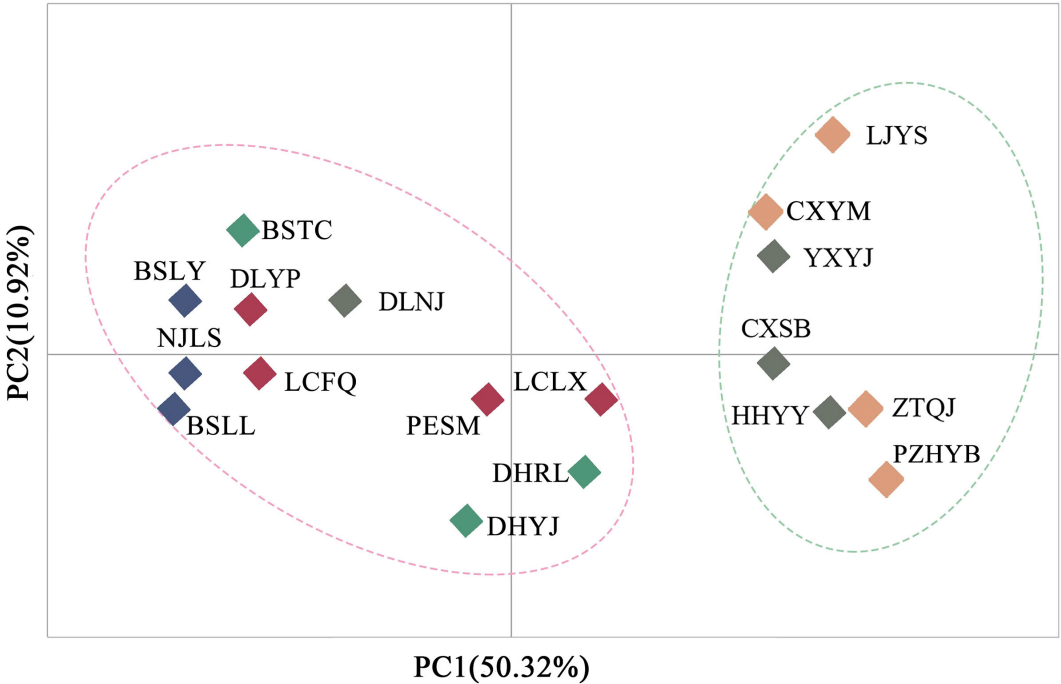 LJYS
CXYM
BSTC
YXYJ
BSLY
DLYP
DLNJ
NJLS
CXSB
LCFQ
LCLX
BSLL
PESM
HHYY
ZTQJ
PZHYB
DHRL
DHYJ
PC2(10.92%)
PC1(50.32%)